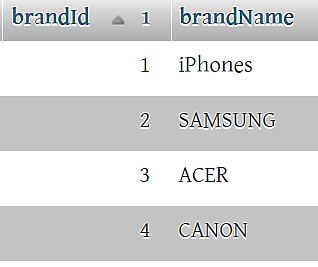 brandId 1 brandName
1 iPhones
2 SAMSUNG
3 ACER
4 CANON